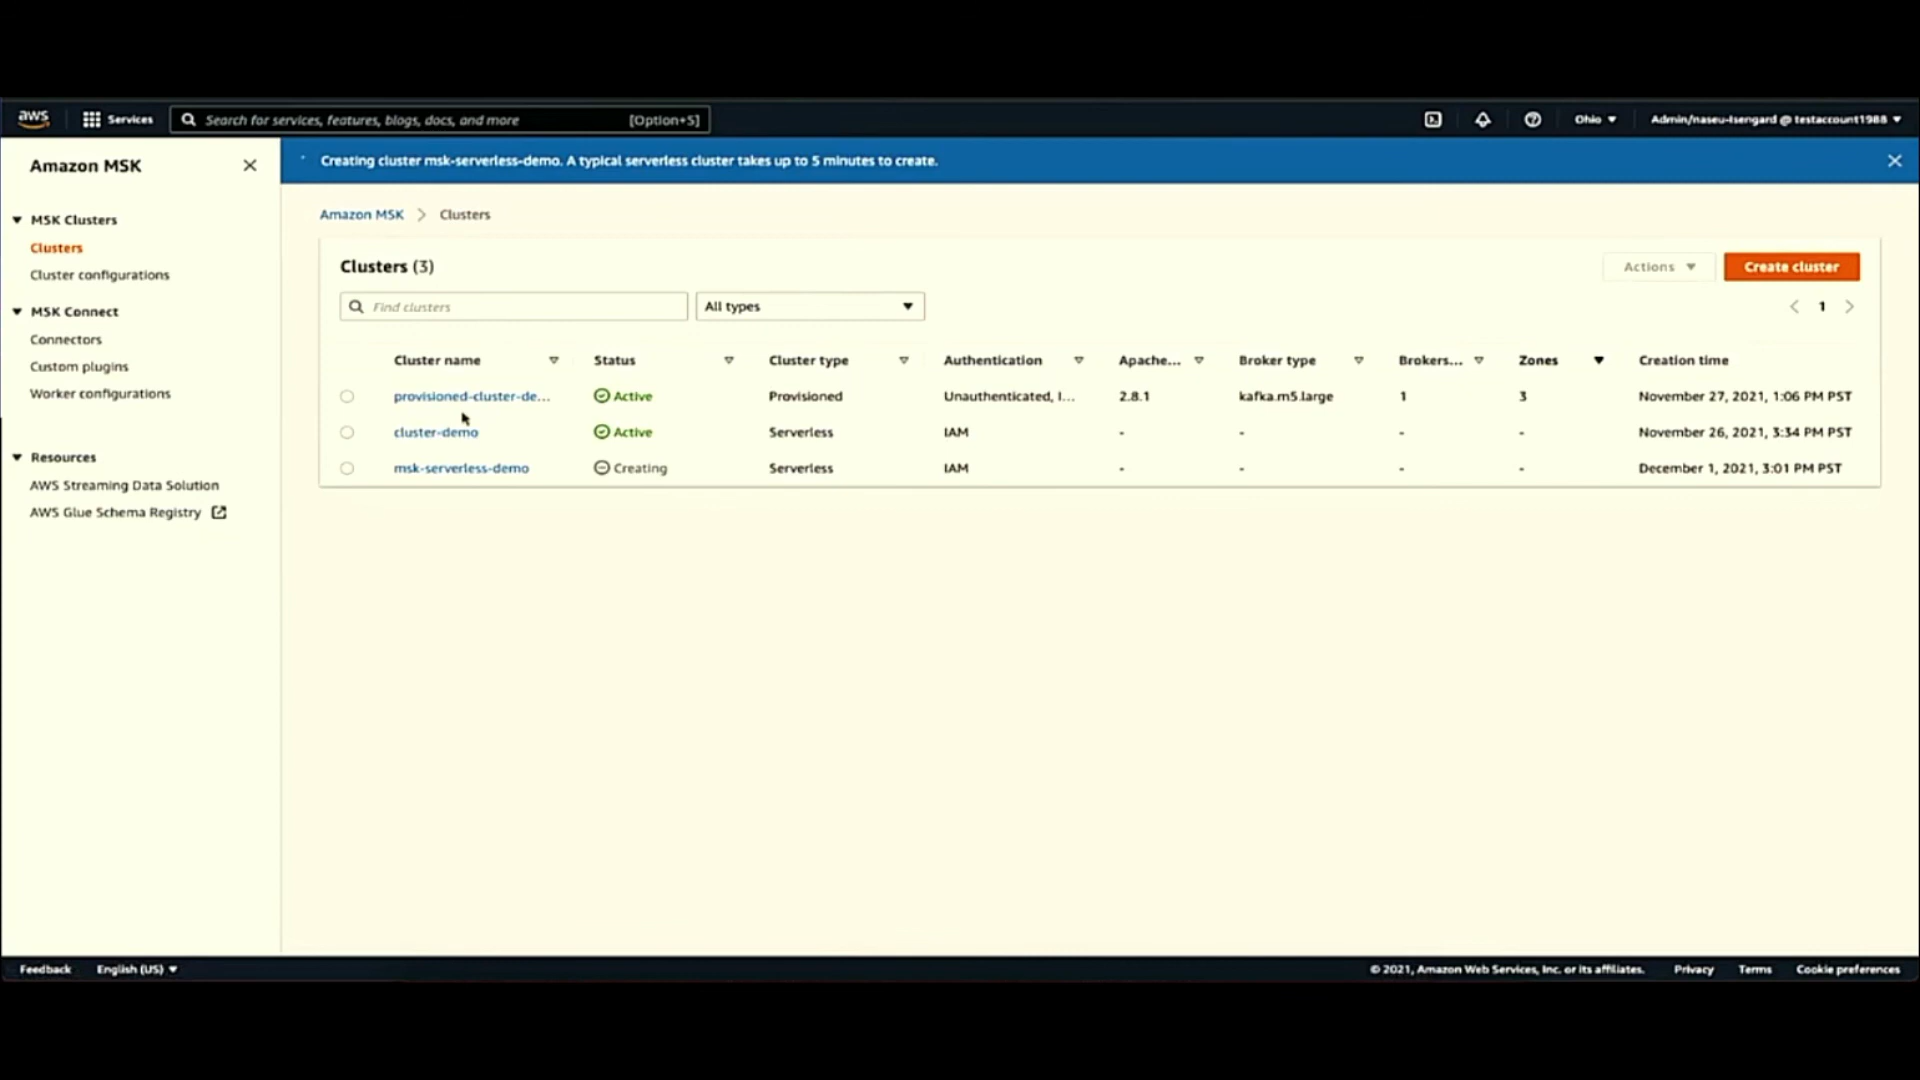 aws Services Search for services, features, blogs, docs, and more [Option+S] Ohio Admin/naseu-Isengard @ testaccount1988
Amazon MSK
Creating cluster msk-serverless-demo. A typical serverless cluster takes up to 5 minutes to create.
MSK Clusters
Clusters
Cluster configurations
MSK Connect
Connectors
Custom plugins
Worker configurations
Resources
AWS Streaming Data Solution
AWS Glue Schema Registry
Amazon MSK Clusters
Clusters (3) Actions Create cluster
Find clusters All types 1
Cluster name Status Cluster type Authentication Apache... Broker type Brokers... Zones Creation time
provisioned-cluster-de... Active Provisioned Unauthenticated, I... 2.8.1 kafka.m5.large 1 3 November 27, 2021, 1:06 PM PST
cluster-demo Active Serverless IAM - - - - November 26, 2021, 3:34 PM PST
msk-serverless-demo Creating Serverless IAM - - - - December 1, 2021, 3:01 PM PST
Feedback English (US) © 2021, Amazon Web Services, Inc. or its affiliates. Privacy Terms Cookie preferences